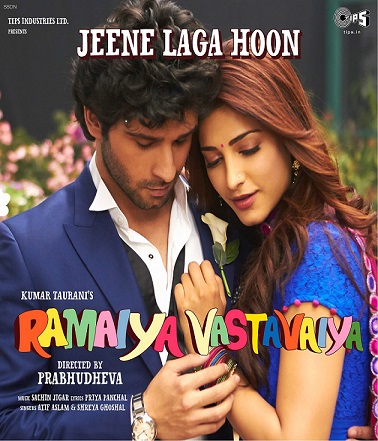 TIPS INDUSTRIES LTD.
PRESENTS
TIPS
tips.in
JEENE LAGA HOON
KUMAR TAURANI'S
RAMAIYA VASTAVAIYA
DIRECTED BY
PRABHUDHEVA
MUSIC SACHIN JIGAR LYRICS PRIYA PANCHAL
SINGERS ATIF ASLAM & SHREYA GHOSHAL